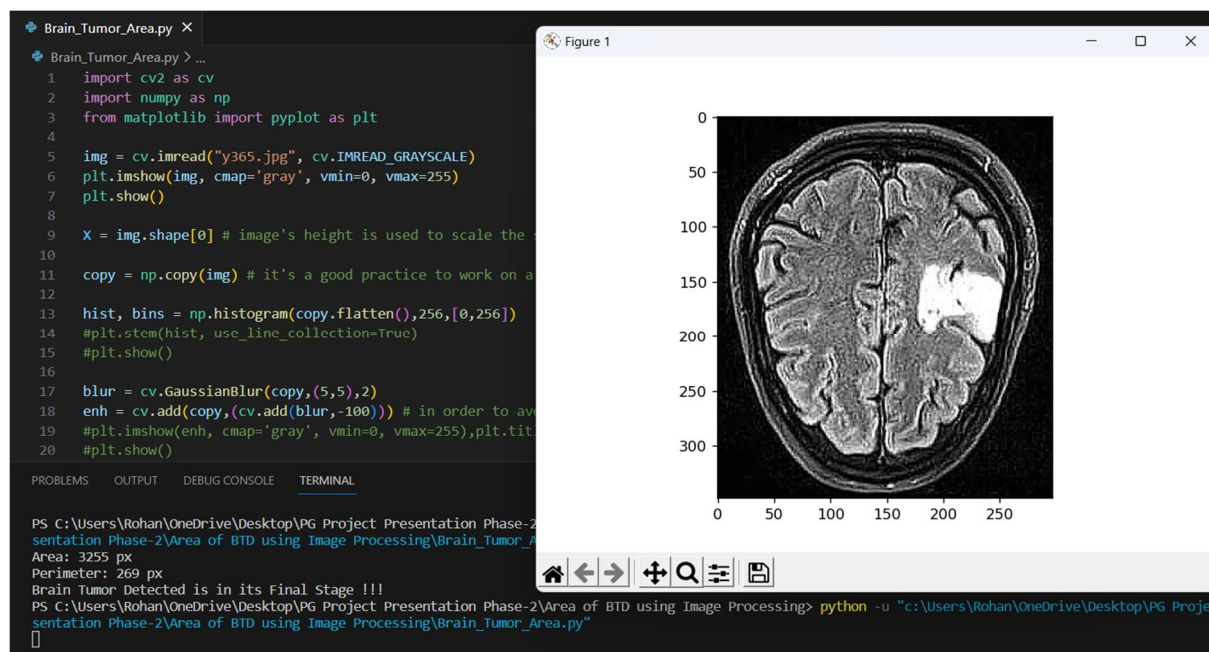 Brain_Tumor_Area.py
Brain_Tumor_Area.py > ...
1 import cv2 as cv
2 import numpy as np
3 from matplotlib import pyplot as plt
4
5 img = cv.imread("y365.jpg", cv.IMREAD_GRAYSCALE)
6 plt.imshow(img, cmap='gray', vmin=0, vmax=255)
7 plt.show()
8
9 X = img.shape[0] # image's height is used to scale the
10
11 copy = np.copy(img) # it's a good practice to work on a
12
13 hist, bins = np.histogram(copy.flatten(),256,[0,256])
14 #plt.stem(hist, use_line_collection=True)
15 #plt.show()
16
17 blur = cv.GaussianBlur(copy,(5,5),2)
18 enh = cv.add(copy,(cv.add(blur,-100))) # in order to
19 #plt.imshow(enh, cmap='gray', vmin=0, vmax=255),plt.
20 #plt.show()
PROBLEMS OUTPUT DEBUG CONSOLE TERMINAL
PS C:\Users\Rohan\OneDrive\Desktop\PG Project Presentation Phase-2
sentation Phase-2\Area of BTD using Image Processing\Brain_Tumor_
Area: 3255 px
Perimeter: 269 px
Brain Tumor Detected is in its Final Stage !!!
PS C:\Users\Rohan\OneDrive\Desktop\PG Project Presentation Phase-2\Area of BTD using Image Processing> python -u "c:\Users\Rohan\OneDrive\Desktop\PG Proje
sentation Phase-2\Area of BTD using Image Processing\Brain_Tumor_Area.py"
Figure 1
0
50
100
150
200
250
300
0 50 100 150 200 250